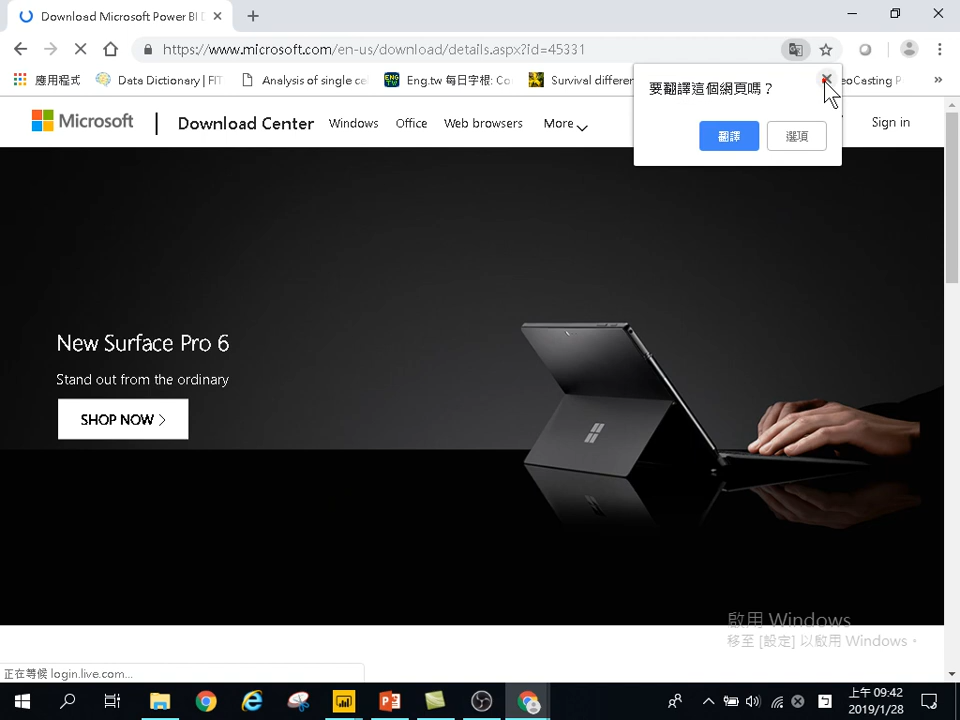 Download Microsoft Power BI D
https://www.microsoft.com/en-us/download/details.aspx?id=45331
應用程式
Data Dictionary | FIT
Analysis of single ce
Eng.tw 每日字根: Co
Survival differen
eoCasting P
»
要翻譯這個網頁嗎？
翻譯
選項
Microsoft
Download Center
Windows
Office
Web browsers
More
Sign in
New Surface Pro 6
Stand out from the ordinary
SHOP NOW
啟用 Windows
移至 [設定] 以啟用 Windows。
正在等候 login.live.com...
上午 09:42
2019/1/28